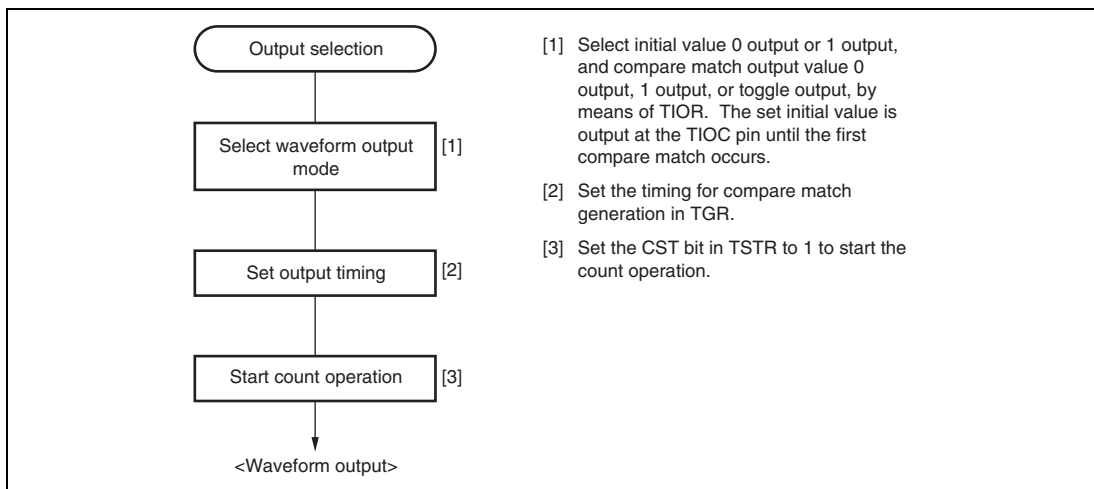 Output selection
Select waveform output
mode
[1]
Set output timing
[2]
Start count operation
[3]
<Waveform output>
[1] Select initial value 0 output or 1 output,
and compare match output value 0
output, 1 output, or toggle output, by
means of TIOR. The set initial value is
output at the TIOC pin until the first
compare match occurs.
[2] Set the timing for compare match
generation in TGR.
[3] Set the CST bit in TSTR to 1 to start the
count operation.